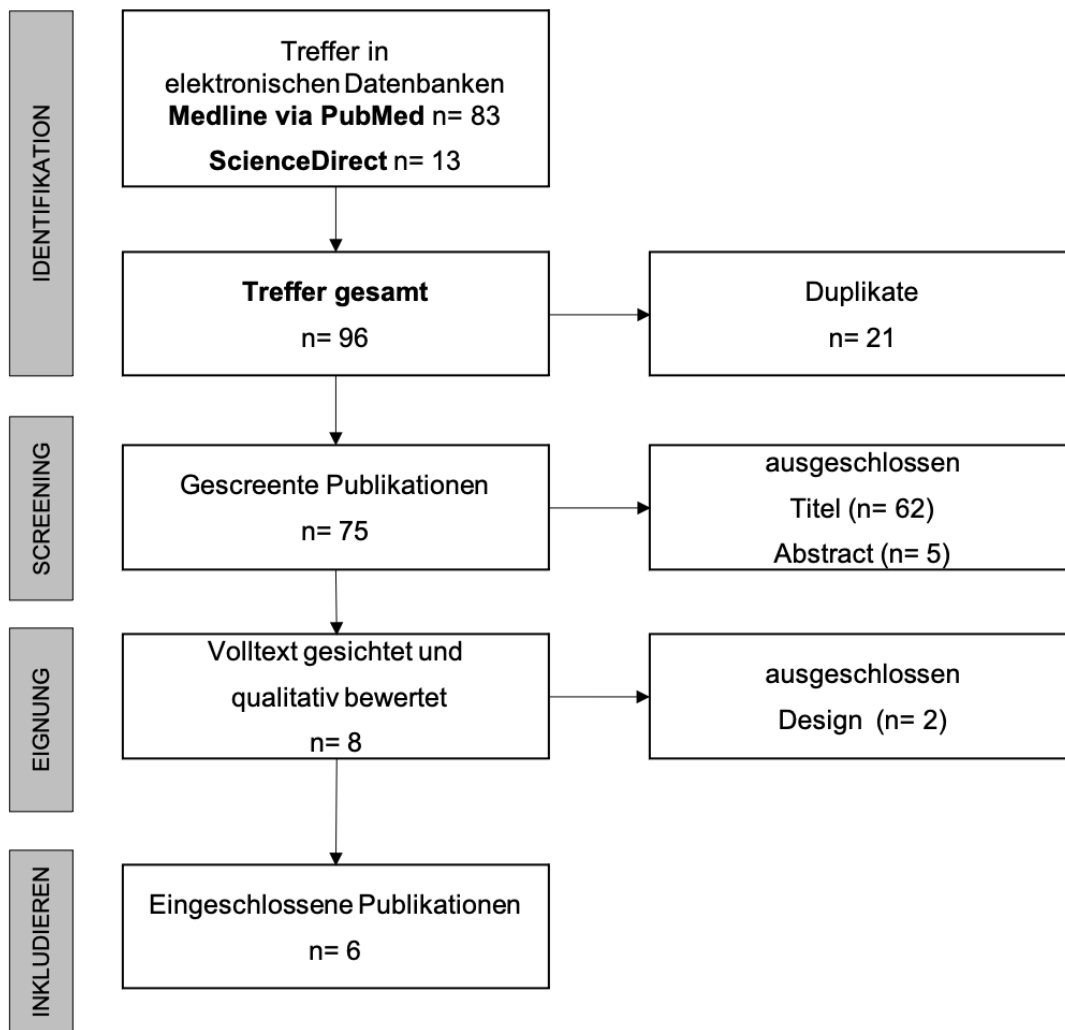 IDENTIFIKATION
Treffer in
elektronischen Datenbanken
Medline via PubMed n= 83
ScienceDirect n= 13
Treffer gesamt
n= 96
Duplikate
n= 21
SCREENING
Gescreente Publikationen
n= 75
ausgeschlossen
Titel (n= 62)
Abstract (n= 5)
EIGNUNG
Volltext gesichtet und
qualitativ bewertet
n= 8
ausgeschlossen
Design (n= 2)
INKLUDIEREN
Eingeschlossene Publikationen
n= 6